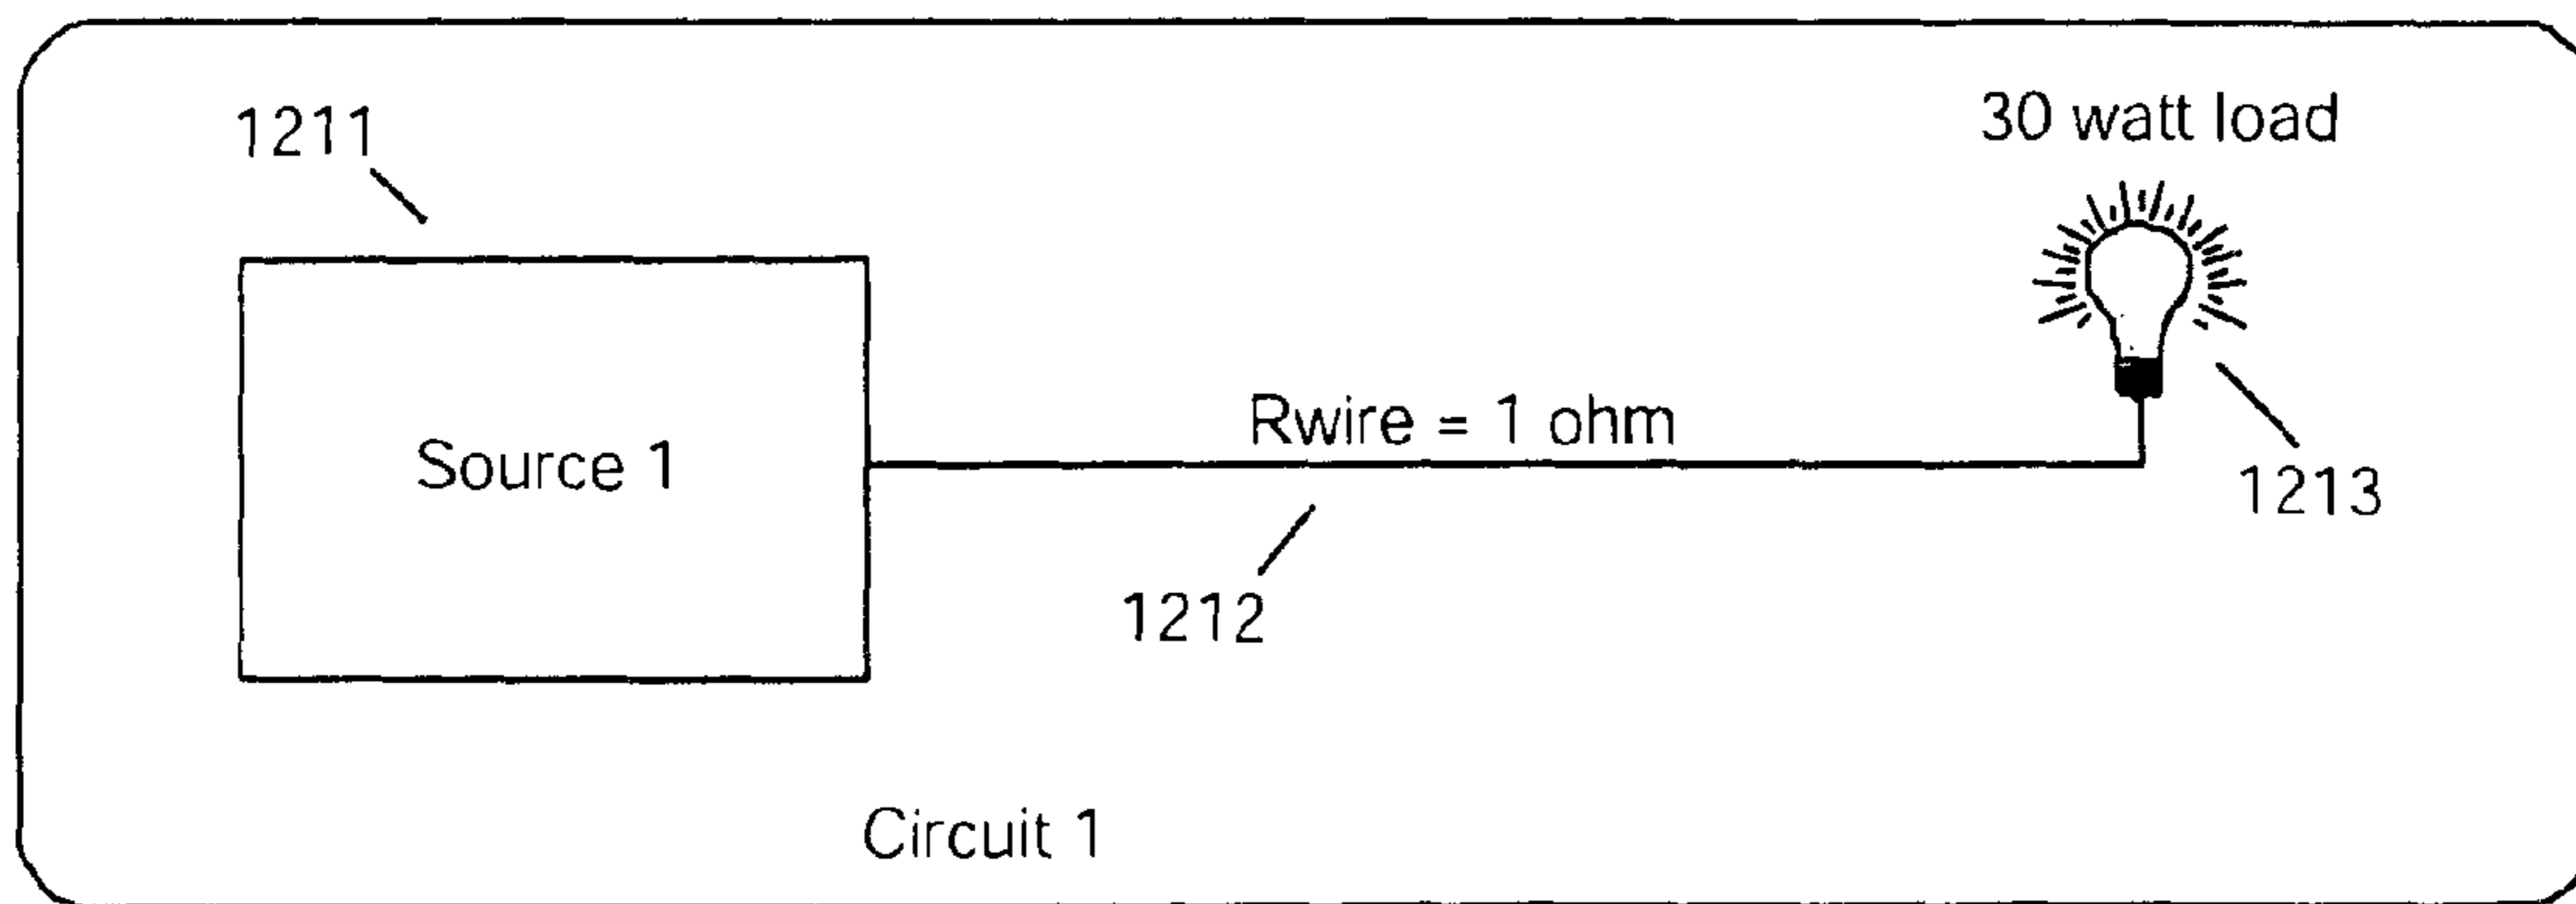 1211
30 watt load
Source 1
Rwire = 1 ohm
1213
1212
Circuit 1